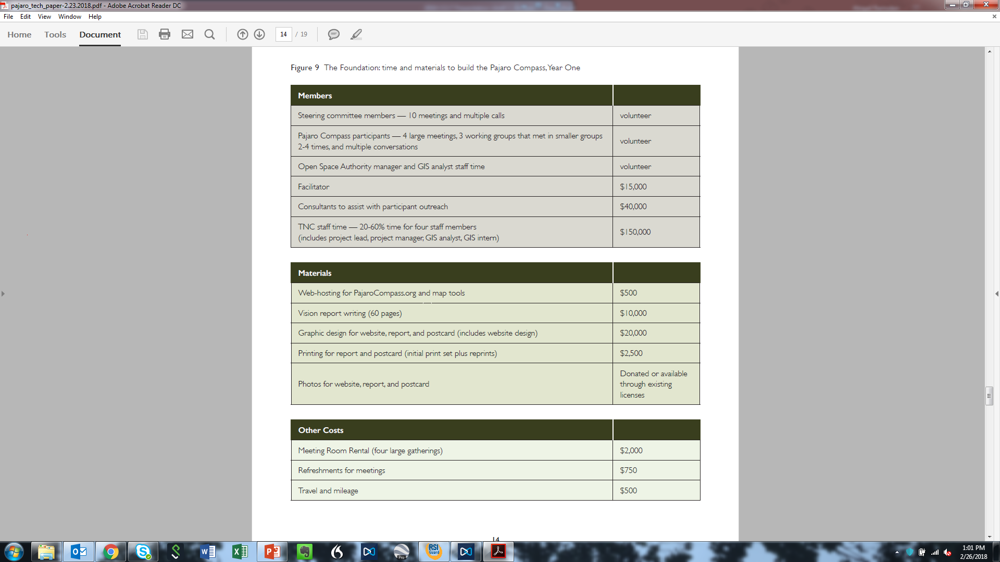 pajaro_tech_paper-2.23.2018.pdf - Adobe Acrobat Reader DC
File Edit View Window Help
Home Tools Document 14 / 19
Figure 9 The Foundation: time and materials to build the Pajaro Compass, Year One
Members
Steering committee members — 10 meetings and multiple calls volunteer
Pajaro Compass participants — 4 large meetings, 3 working groups that met in smaller groups
2-4 times, and multiple conversations
volunteer
Open Space Authority manager and GIS analyst staff time volunteer
Facilitator $15,000
Consultants to assist with participant outreach $40,000
TNC staff time — 20-60% time for four staff members
(includes project lead, project manager, GIS analyst, GIS intern)
$150,000
Materials
Web-hosting for PajaroCompass.org and map tools $500
Vision report writing (60 pages) $10,000
Graphic design for website, report, and postcard (includes website design) $20,000
Printing for report and postcard (initial print set plus reprints) $2,500
Photos for website, report, and postcard
Donated or available
through existing
licenses
Other Costs
Meeting Room Rental (four large gatherings) $2,000
Refreshments for meetings $750
Travel and mileage $500
14
Pro
RSI
Guard
1:01 PM
2/26/2018